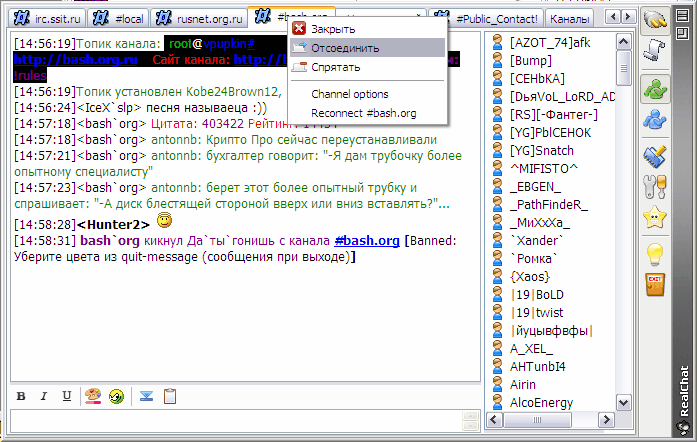 irc.ssit.ru #local rusnet.org.ru #bash.org #Public_Contact! Каналы
Закрыть
Отсоединить
Спрятать
Channel options
Reconnect #bash.org
[14:56:19]Топик канала: root@vpupkin#
http://bash.org.ru Сайт канала:
!rules
[14:56:19]Топик установлен Kobe24Brown12,
[14:56:24]<IceX`slp> песня называеца :))
[14:57:18]<bash`org> Цитата: 403422 Рейтинг:
[14:57:18]<bash`org> antonnb: Крипто Про сейчас переустанавливали
[14:57:21]<bash`org> antonnb: бухгалтер говорит: "-Я дам трубочку более
опытному специалисту"
[14:57:23]<bash`org> antonnb: берет этот более опытный трубку и
спрашивает: "-А диск блестящей стороной вверх или вниз вставлять?"...
[14:58:28]<Hunter2>
[14:58:31] bash`org кикнул Да`ты`гонишь с канала #bash.org [Banned:
Уберите цвета из quit-message (сообщения при выходе)]
B I U
[AZOT_74]afk
[Bump]
[CEHbKA]
[DьяVoL_LoRD_AD
[RS][-Фантег-]
[YG]PblCEHOK
[YG]Snatch
^MIFISTO^
_EBGEN_
_PathFindeR_
_МиХxХа_
`Xander`
`Ромка`
{Xaos}
|19|BoLD
|19|twist
|йуцывфвфы|
A_XEL_
AHTunbI4
Airin
AlcoEnergy
RealChat